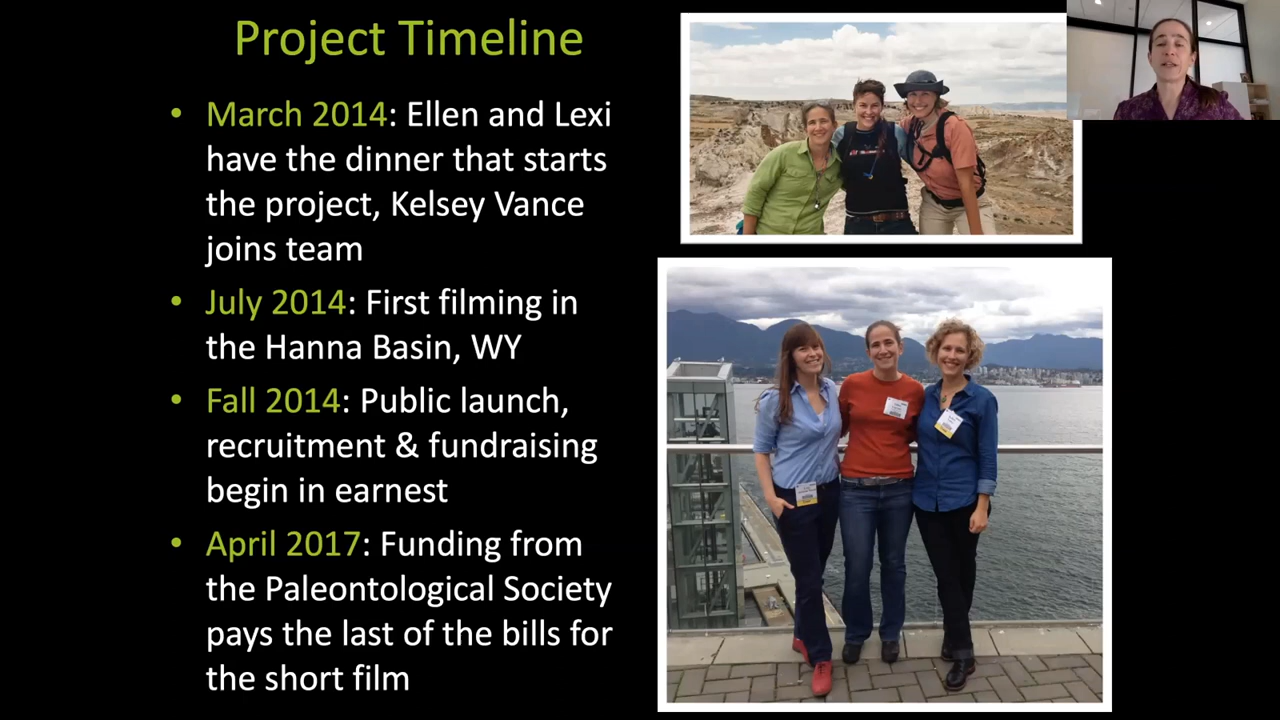 Project Timeline
• March 2014: Ellen and Lexi
have the dinner that starts
the project, Kelsey Vance
joins team
• July 2014: First filming in
the Hanna Basin, WY
• Fall 2014: Public launch,
recruitment & fundraising
begin in earnest
• April 2017: Funding from
the Paleontological Society
pays the last of the bills for
the short film